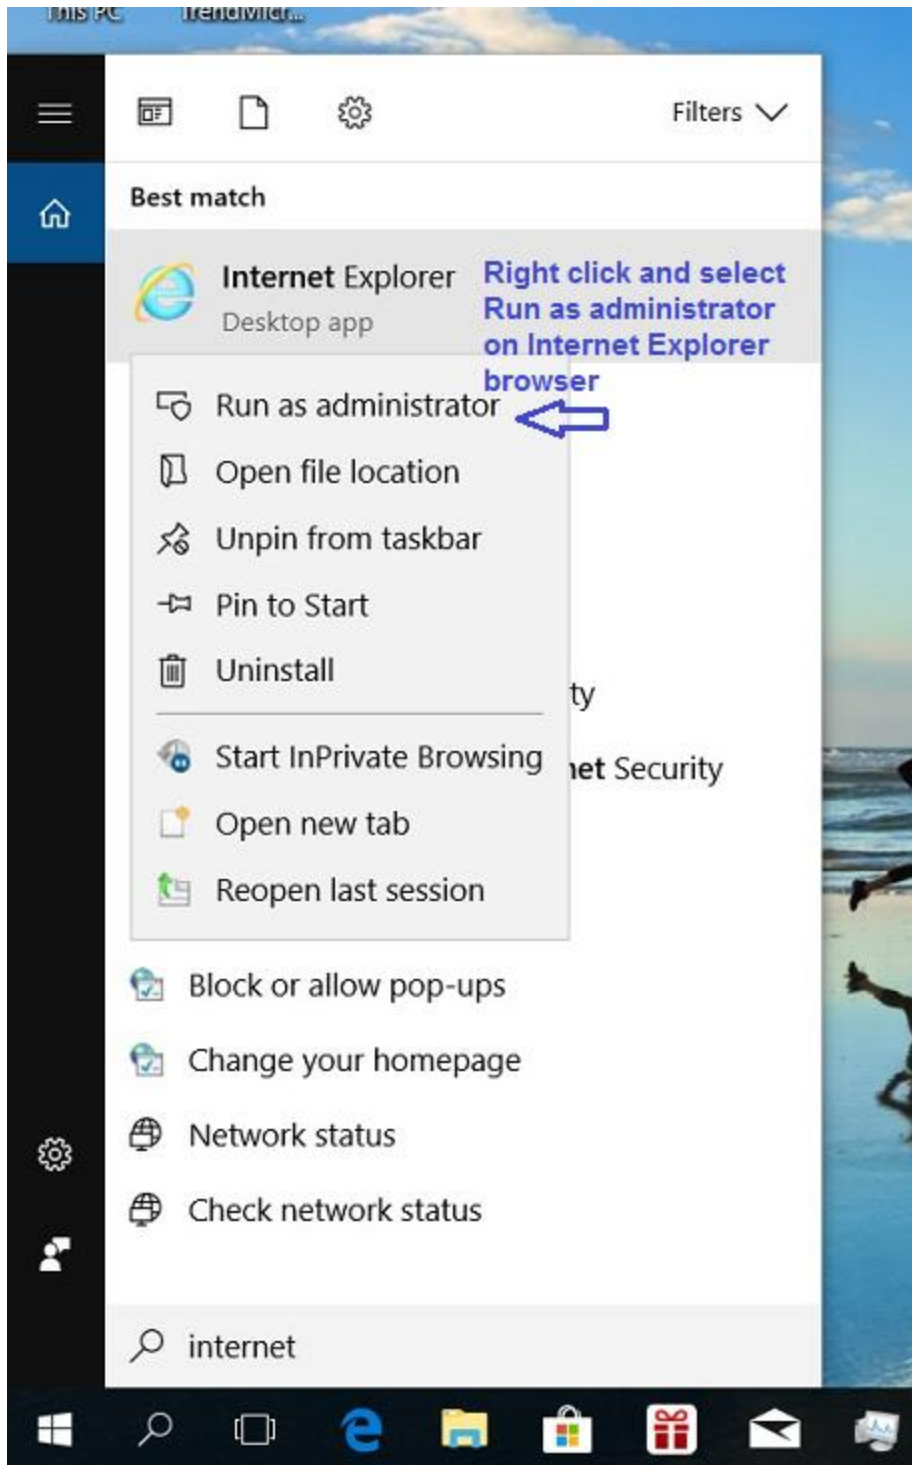 This PC TrendMicr...
Filters
Best match
Internet Explorer
Desktop app
Right click and select
Run as administrator
on Internet Explorer
browser
Run as administrator
Open file location
Unpin from taskbar
Pin to Start
Uninstall
ty
net Security
Start InPrivate Browsing
Open new tab
Reopen last session
Block or allow pop-ups
Change your homepage
Network status
Check network status
internet